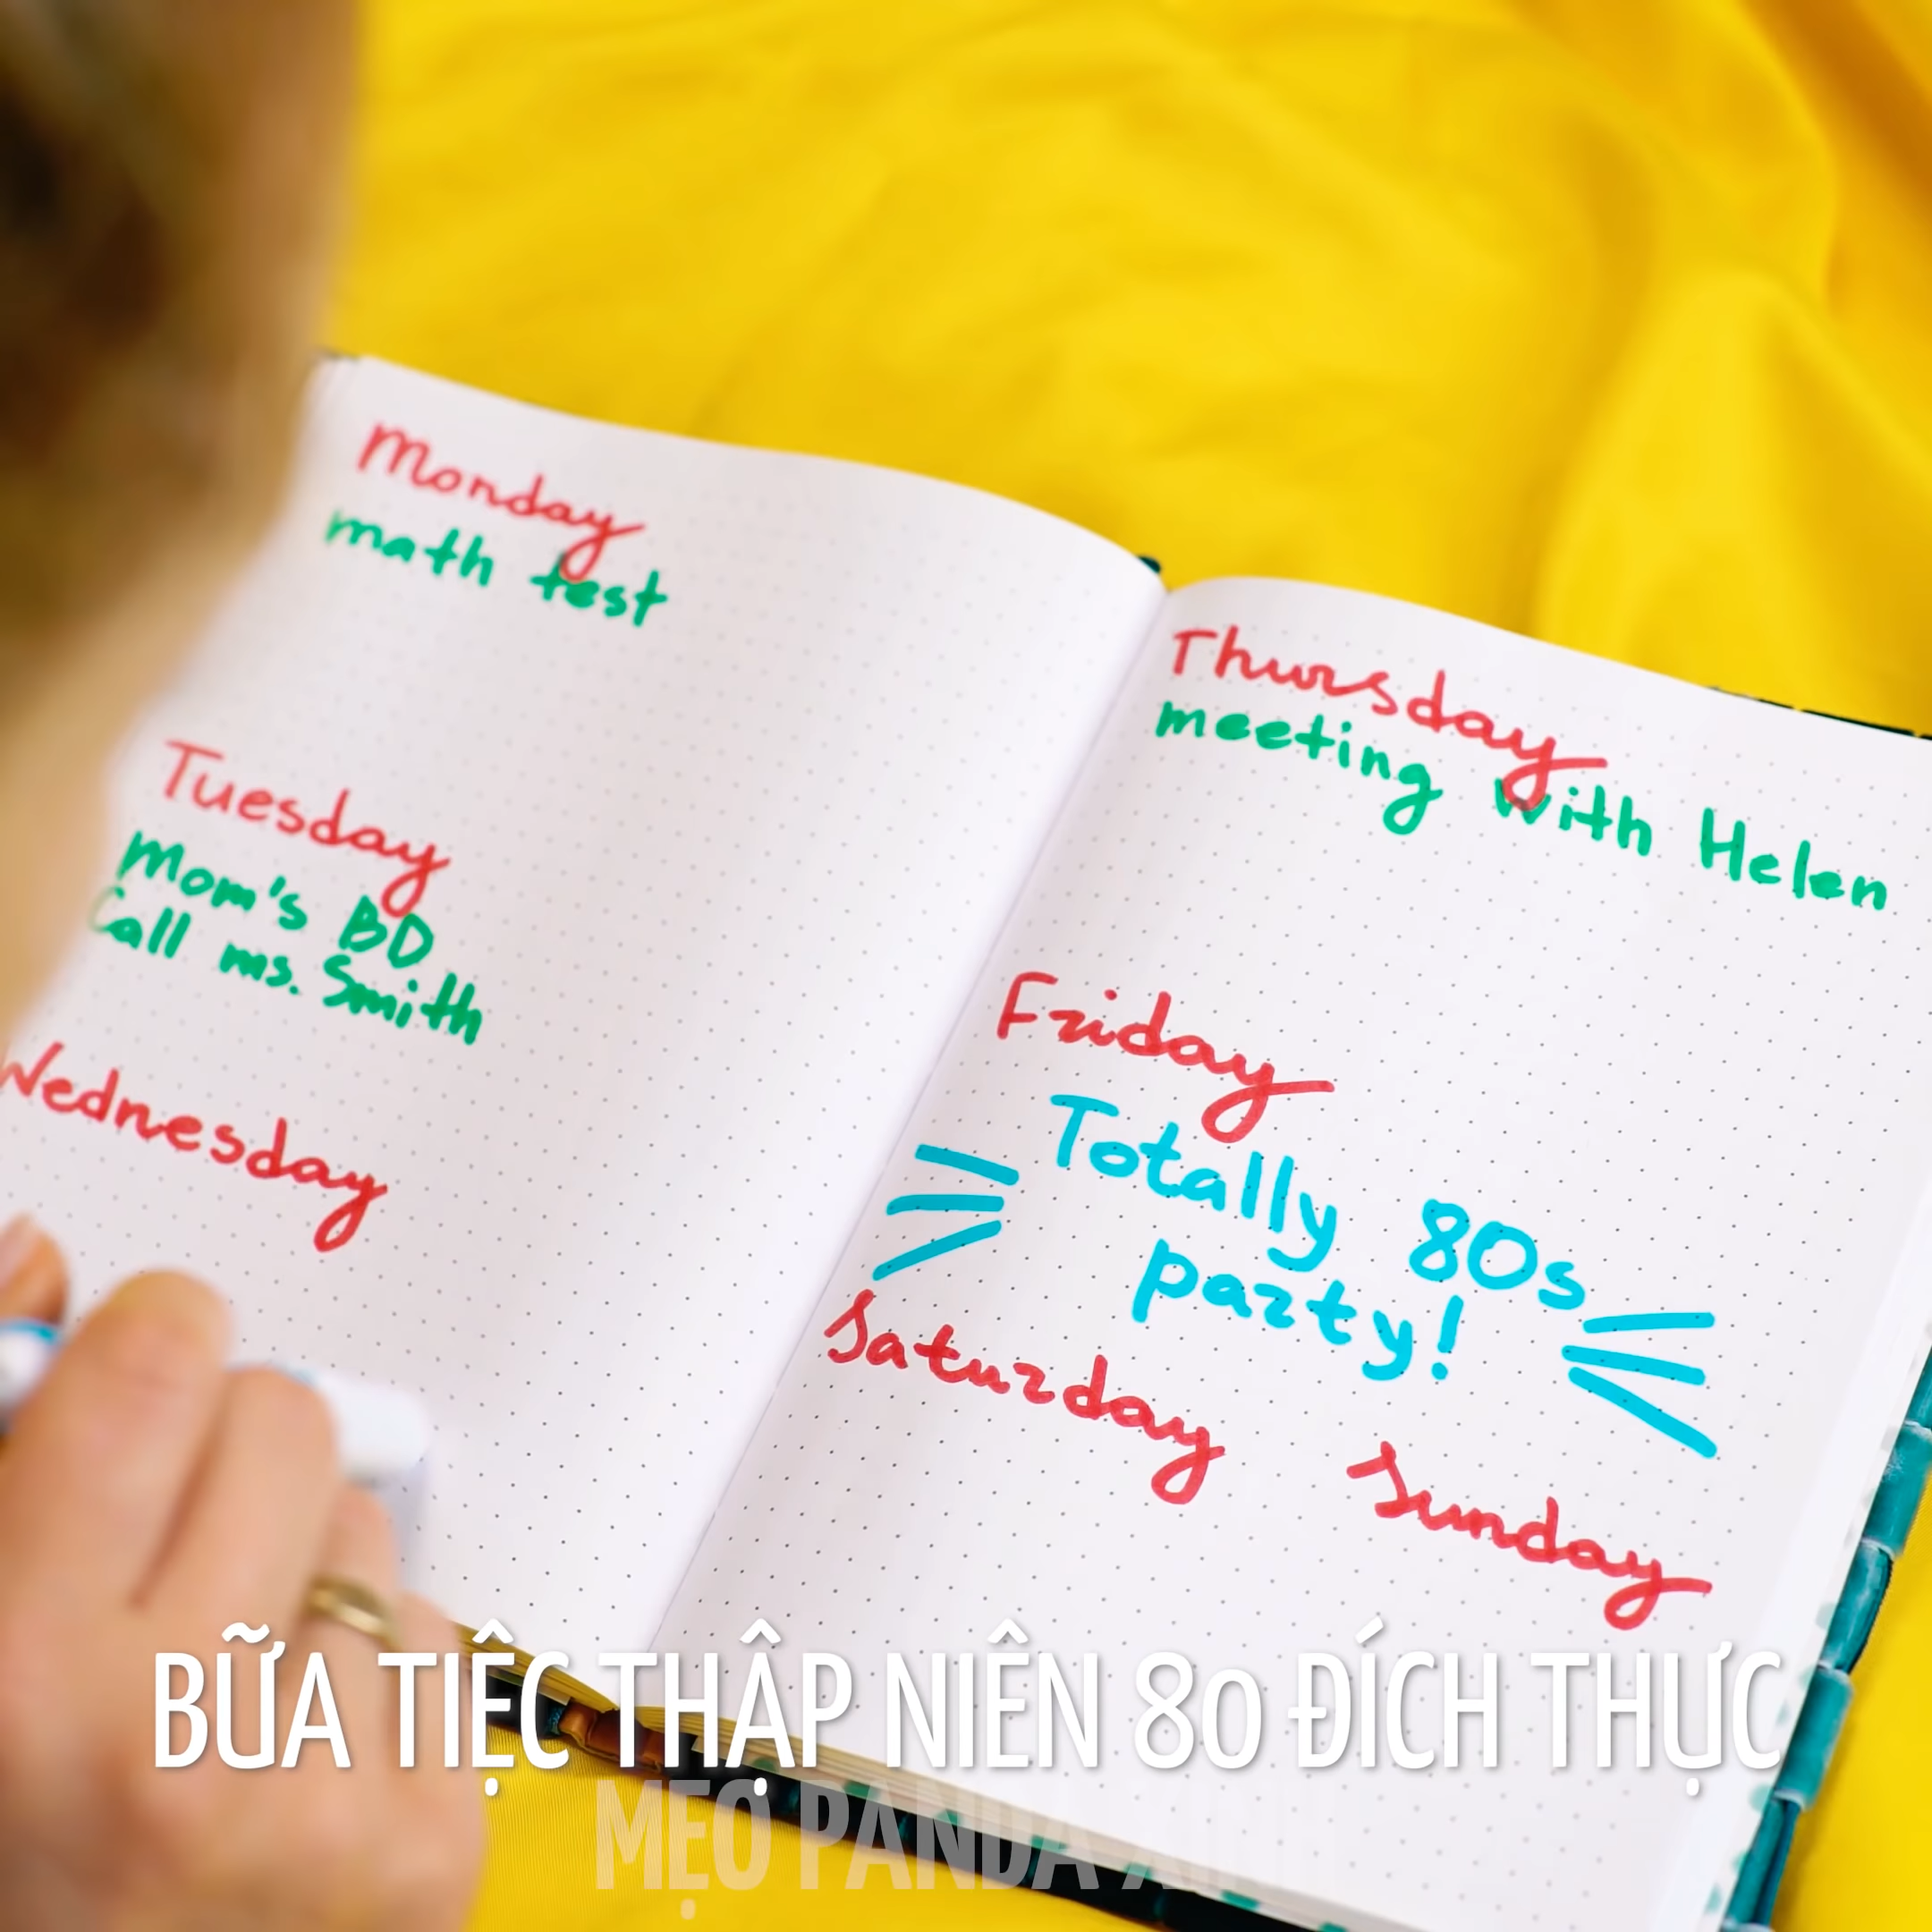 Monday
math test
Tuesday
Mom's BD
Call ms. Smith
Wednesday
Thursday
meeting with Helen
Friday
Totally 80s
party!
Saturday
Sunday
BỮA TIỆC THẬP NIÊN 80 ĐÍCH THỰC
MẸO PANDA XINH